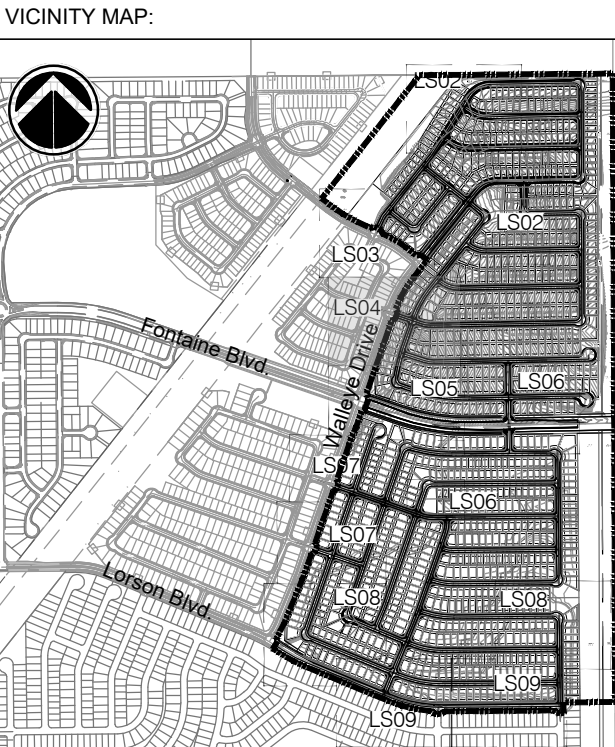 VICINITY MAP:
LS02
LS02
LS03
LS04
Fontaine Blvd.
Walleye Drive
LS05
LS06
LS07
LS06
LS07
Lorson Blvd.
LS08
LS08
LS09
LS09